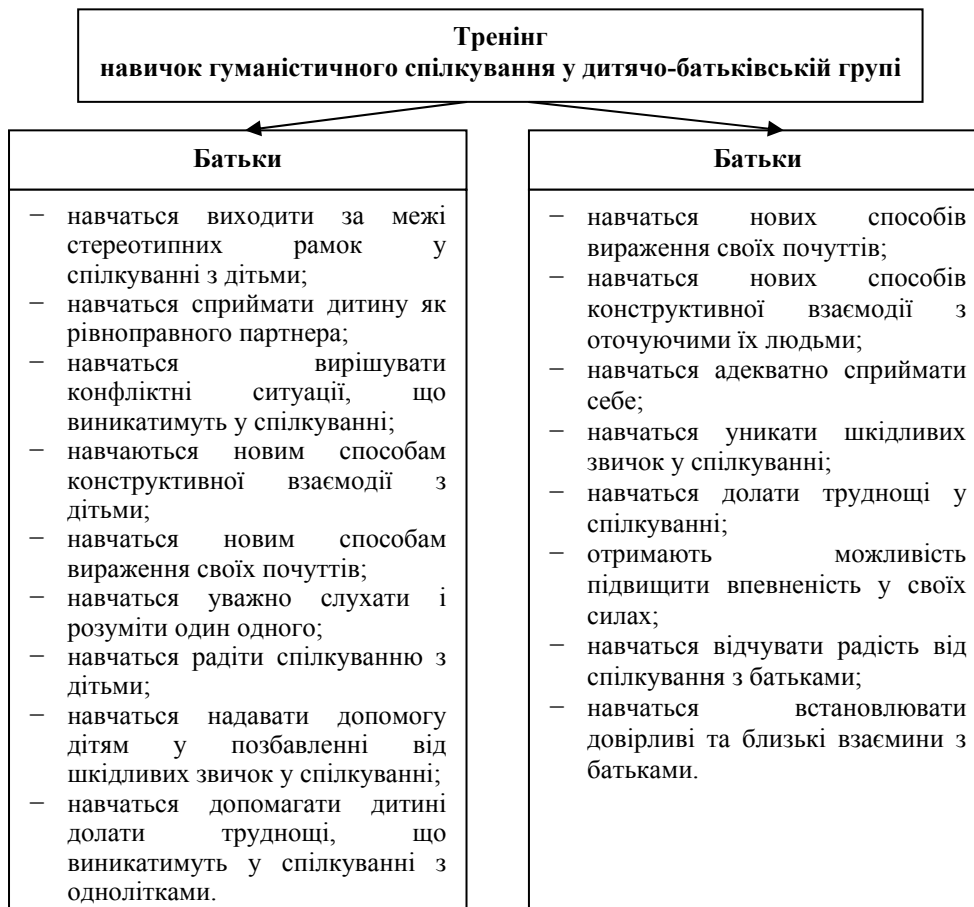 Тренінг
навичок гуманістичного спілкування у дитячо-батьківській групі
Батьки
− навчаться виходити за межі
стереотипних рамок у
спілкуванні з дітьми;
− навчаться сприймати дитину як
рівноправного партнера;
− навчаться вирішувати
конфліктні ситуації, що
виникатимуть у спілкуванні;
− навчаються новим способам
конструктивної взаємодії з
дітьми;
− навчаться новим способам
вираження своїх почуттів;
− навчаться уважно слухати і
розуміти один одного;
− навчаться радіти спілкуванню з
дітьми;
− навчаться надавати допомогу
дітям у позбавленні від
шкідливих звичок у спілкуванні;
− навчаться допомагати дитині
долати труднощі, що
виникатимуть у спілкуванні з
однолітками.
Батьки
− навчаться нових способів
вираження своїх почуттів;
− навчаться нових способів
конструктивної взаємодії з
оточуючими їх людьми;
− навчаться адекватно сприймати
себе;
− навчаться уникати шкідливих
звичок у спілкуванні;
− навчаться долати труднощі у
спілкуванні;
− отримають можливість
підвищити впевненість у своїх
силах;
− навчаться відчувати радість від
спілкування з батьками;
− навчаться встановлювати
довірливі та близькі взаємини з
батьками.